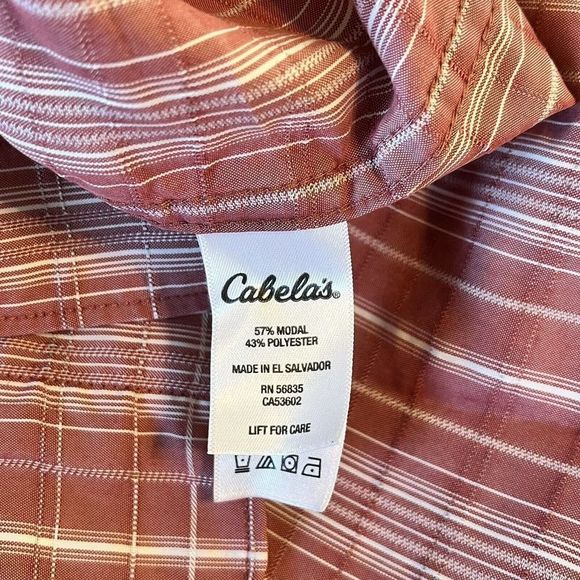 Cabela's®
57% MODAL
43% POLYESTER
MADE IN EL SALVADOR
RN 56835
CA53602
LIFT FOR CARE